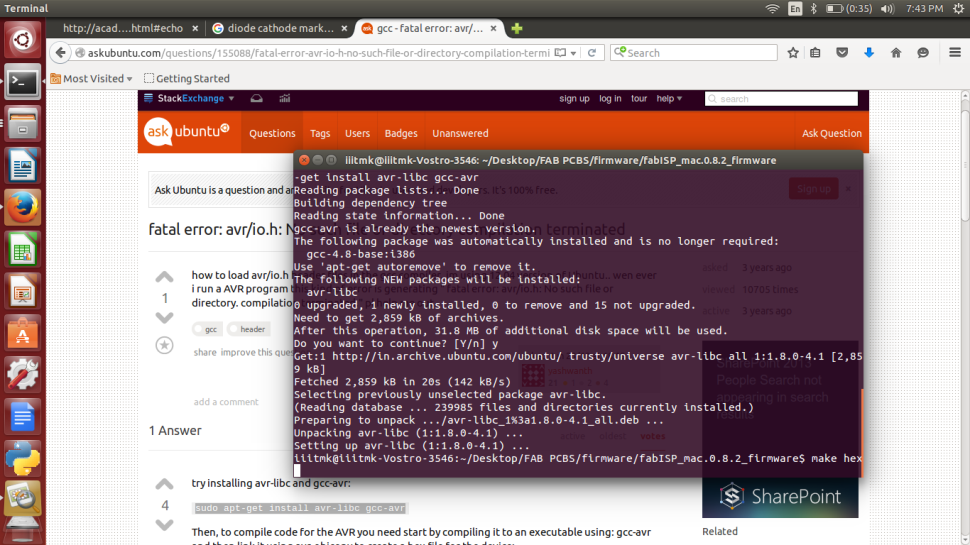 Terminal
En
(0:35)
7:43 PM
http://acad....html#echo
diode cathode mark...
gcc - fatal error: avr/...
askubuntu.com/questions/155088/fatal-error-avr-io-h-no-such-file-or-directory-compilation-termi
Search
Most Visited
Getting Started
StackExchange
sign up
log in
tour
help
search
ask ubuntu
Questions
Tags
Users
Badges
Unanswered
Ask Question
Ask Ubuntu is a question and an
it's 100% free.
Sign up
fatal error: avr/io.h: N
iiitmk@iiitmk-Vostro-3546: ~/Desktop/FAB PCBS/firmware/fabISP_mac.0.8.2_firmware
-get install avr-libc gcc-avr
Reading package lists... Done
Building dependency tree
Reading state information... Done
gcc-avr is already the newest version.
The following package was automatically installed and is no longer required:
gcc-4.8-base:i386
Use 'apt-get autoremove' to remove it.
The following NEW packages will be installed:
avr-libc
0 upgraded, 1 newly installed, 0 to remove and 15 not upgraded.
Need to get 2,859 kB of archives.
After this operation, 31.8 MB of additional disk space will be used.
Do you want to continue? [Y/n] y
Get:1 http://in.archive.ubuntu.com/ubuntu/ trusty/universe avr-libc all 1:1.8.0-4.1 [2,85
9 kB]
Fetched 2,859 kB in 20s (142 kB/s)
Selecting previously unselected package avr-libc.
(Reading database ... 239985 files and directories currently installed.)
Preparing to unpack .../avr-libc_1%3a1.8.0-4.1_all.deb ...
Unpacking avr-libc (1:1.8.0-4.1) ...
Setting up avr-libc (1:1.8.0-4.1) ...
iiitmk@iiitmk-Vostro-3546:~/Desktop/FAB PCBS/firmware/fabISP_mac.0.8.2_firmware$ make hex
how to load avr/io.h
i run a AVR program
directory. compilatio
1
gcc
header
share improve this ques
add a comment
asked 3 years ago
viewed 10705 times
active 3 years ago
SharePoint 2013
People Search not
appearing in search
results
1 Answer
active
votes
4
try installing avr-libc and gcc-avr:
sudo apt-get install avr-libc gcc-avr
Then, to compile code for the AVR you need start by compiling it to an executable using: gcc-avr
SharePoint
Related